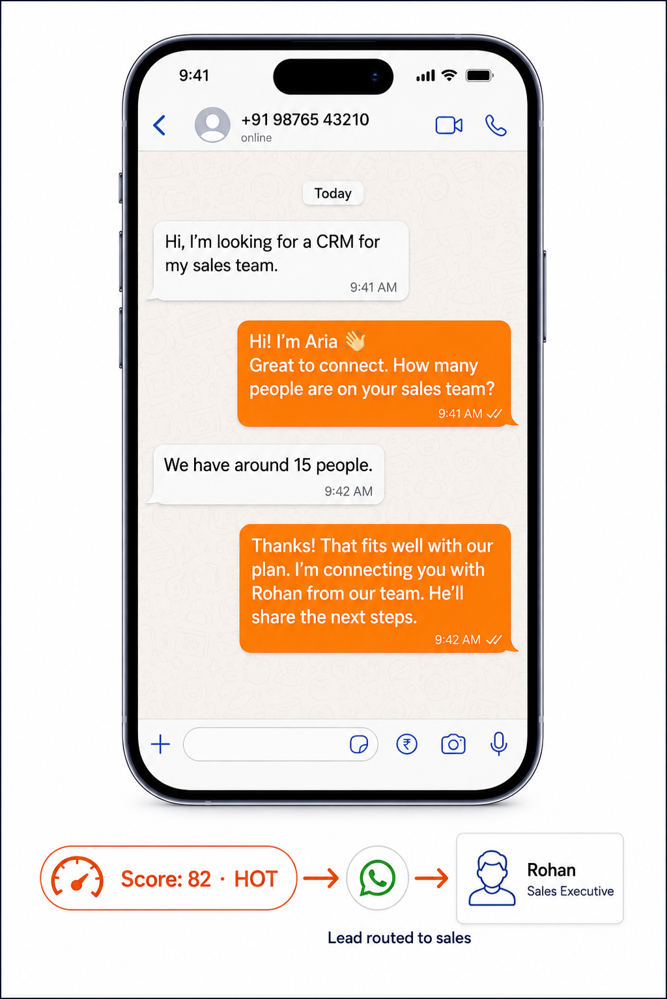 9:41
+91 98765 43210
online
Today
Hi, I'm looking for a CRM for
my sales team.
9:41 AM
Hi! I'm Aria 👋
Great to connect. How many
people are on your sales team?
9:41 AM
We have around 15 people.
9:42 AM
Thanks! That fits well with our
plan. I'm connecting you with
Rohan from our team. He'll
share the next steps.
9:42 AM
₹
Score: 82 · HOT
Rohan
Sales Executive
Lead routed to sales